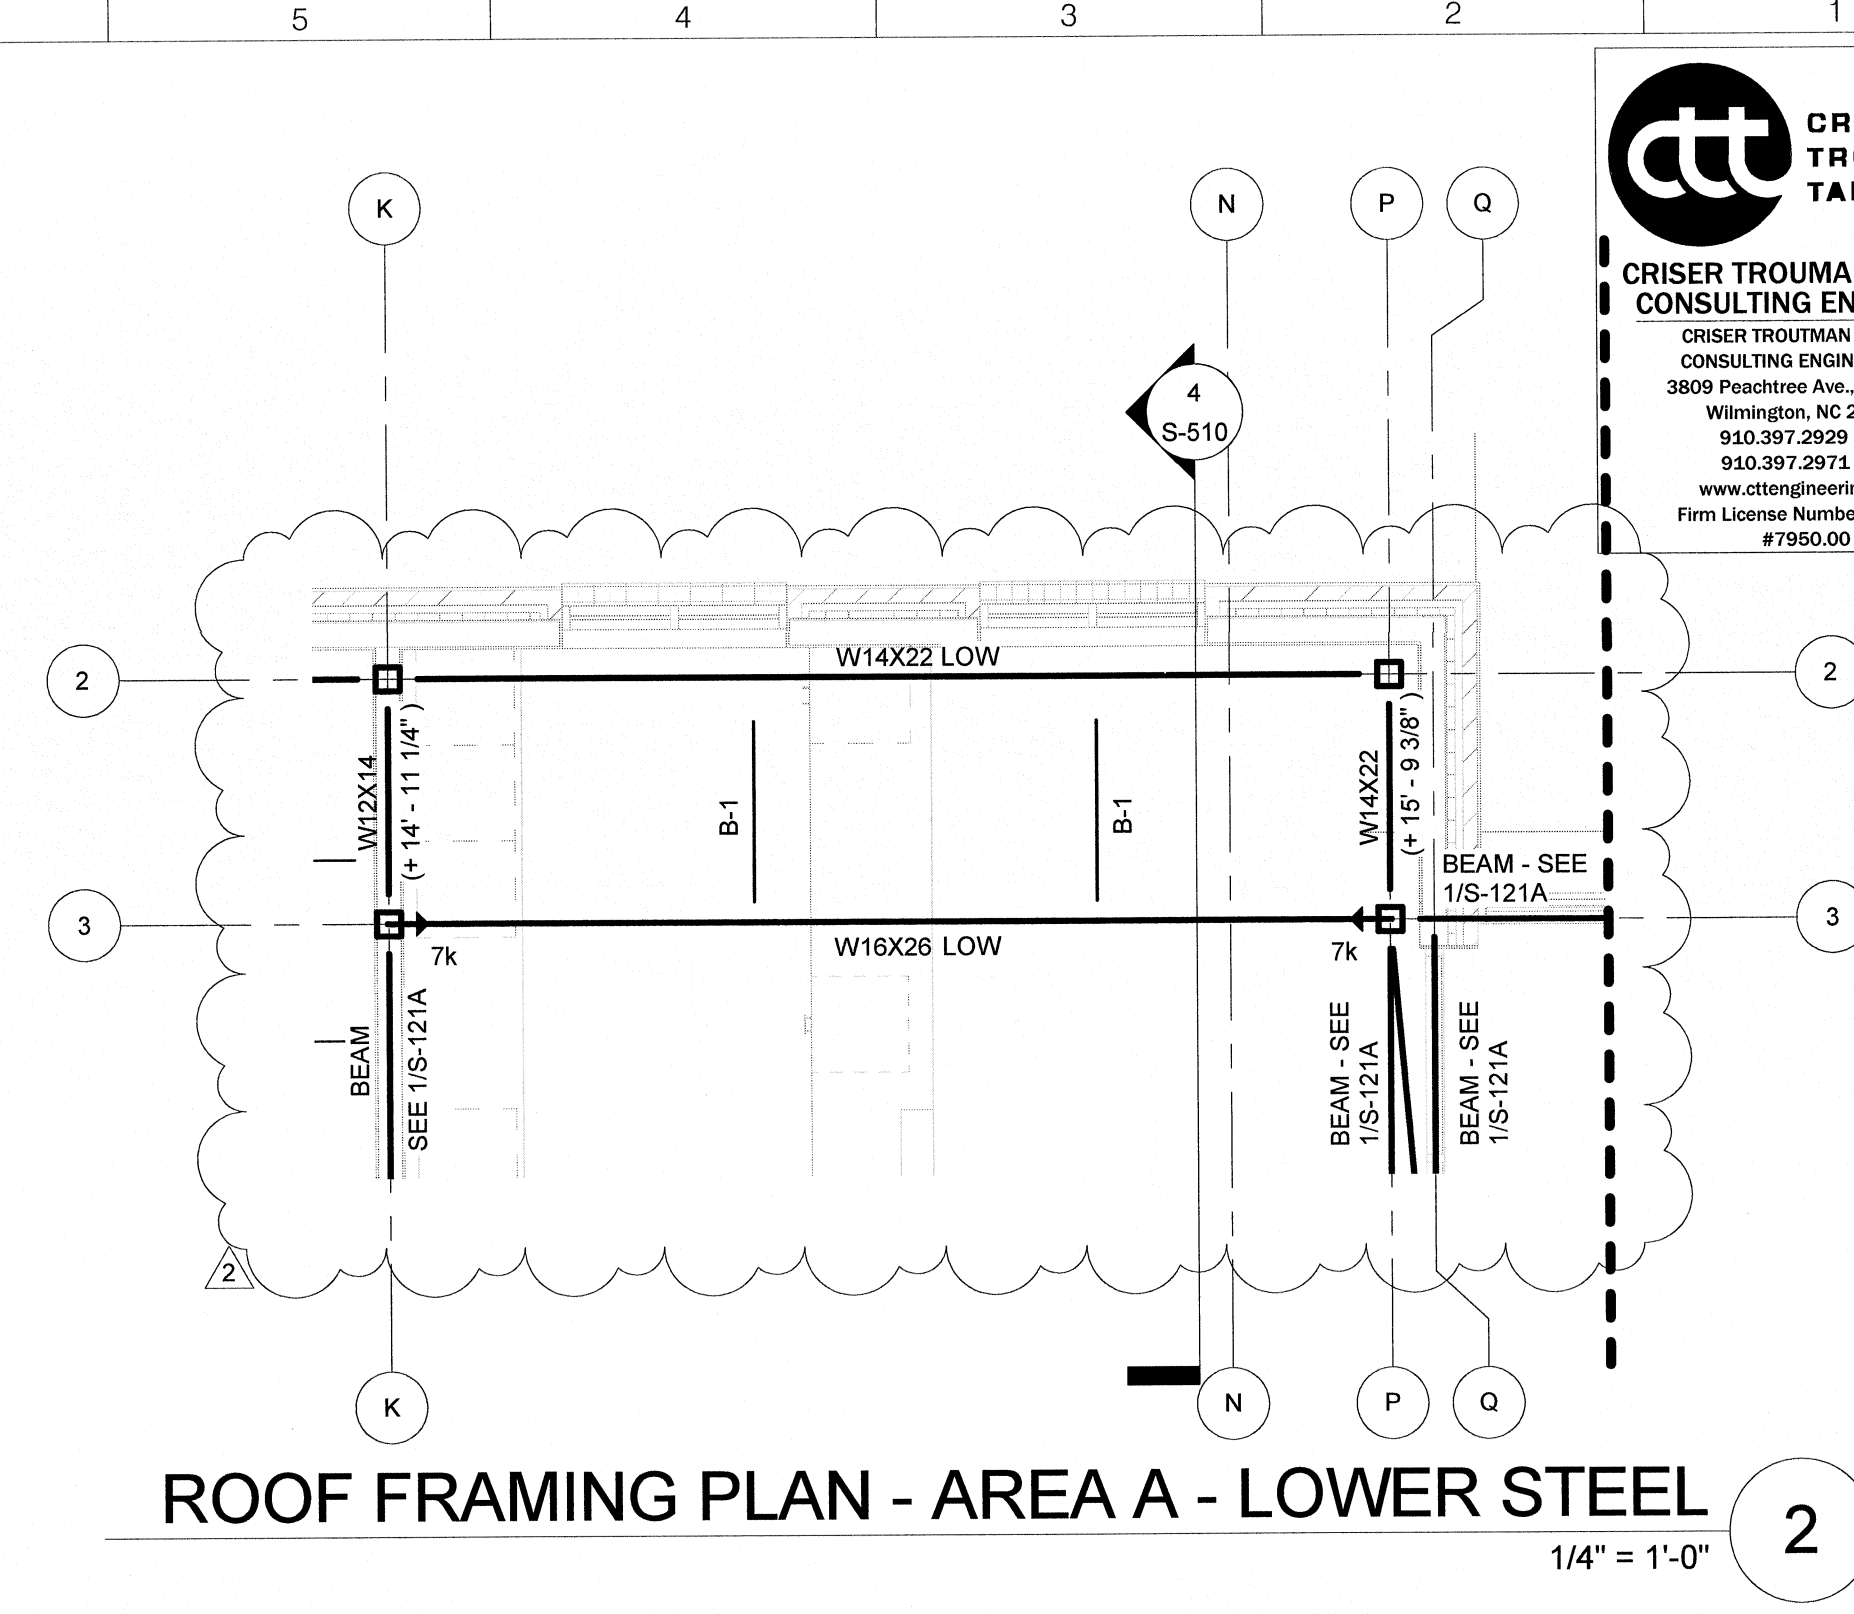 5 4 3 2 1
ctt
CRISER TROUMA
CONSULTING EN
CRISER TROUTMAN
CONSULTING ENGIN
3809 Peachtree Ave.,
Wilmington, NC 2
910.397.2929
910.397.2971
www.cttengineerin
Firm License Numbe
#7950.00
K N P Q
4
S-510
W14X22 LOW
2 2
W12X14
(+ 14' - 11 1/4")
B-1
B-1
W14X22
(+ 15' - 9 3/8")
BEAM - SEE
1/S-121A
3 3
7k
W16X26 LOW
7k
BEAM
SEE 1/S-121A
BEAM - SEE
1/S-121A
BEAM - SEE
1/S-121A
2
K N P Q
ROOF FRAMING PLAN - AREA A - LOWER STEEL
2
1/4" = 1'-0"